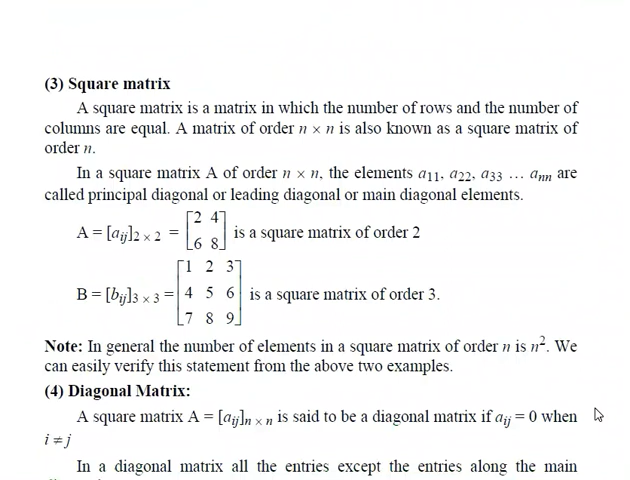 (3) Square matrix
A square matrix is a matrix in which the number of rows and the number of
columns are equal. A matrix of order n × n is also known as a square matrix of
order n.
In a square matrix A of order n × n, the elements a11, a22, a33 ... ann are
called principal diagonal or leading diagonal or main diagonal elements.
A = [aij]2 × 2 = [2 4
6 8] is a square matrix of order 2
B = [bij]3 × 3 = [1 2 3
4 5 6
7 8 9] is a square matrix of order 3.
Note: In general the number of elements in a square matrix of order n is n². We
can easily verify this statement from the above two examples.
(4) Diagonal Matrix:
A square matrix A = [aij]n × n is said to be a diagonal matrix if aij = 0 when
i ≠ j
In a diagonal matrix all the entries except the entries along the main